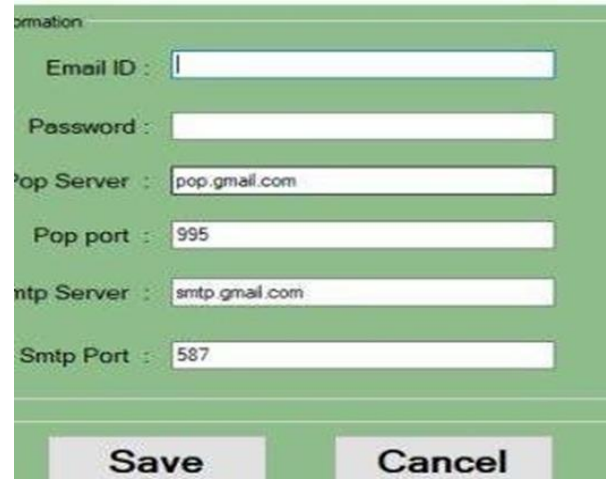 ormation
Email ID :
Password :
Pop Server : pop.gmail.com
Pop port : 995
mtp Server : smtp.gmail.com
Smtp Port : 587
Save Cancel